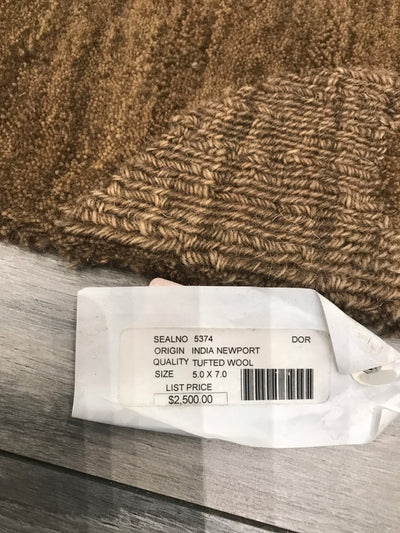 SEALNO 5374 DOR
ORIGIN INDIA NEWPORT
QUALITY TUFTED WOOL
SIZE 5.0 X 7.0
LIST PRICE
$2,500.00